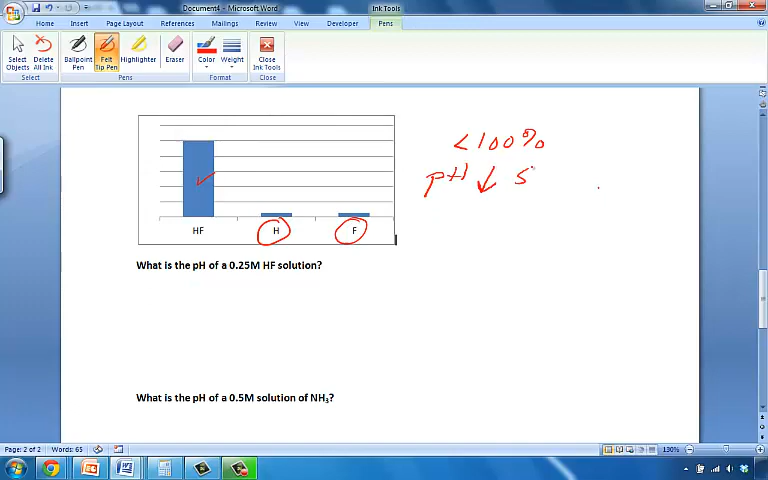 Document4 - Microsoft Word
Ink Tools
Home Insert Page Layout References Mailings Review View Developer Pens
Select Objects
Delete All Ink
Ballpoint Pen
Felt Tip Pen
Highlighter
Eraser
Color
Weight
Close Ink Tools
Select
Pens
Format
Close
<100%
pH ↓ S
HF H F
What is the pH of a 0.25M HF solution?
What is the pH of a 0.5M solution of NH₃?
Page: 2 of 2 Words: 65
130%